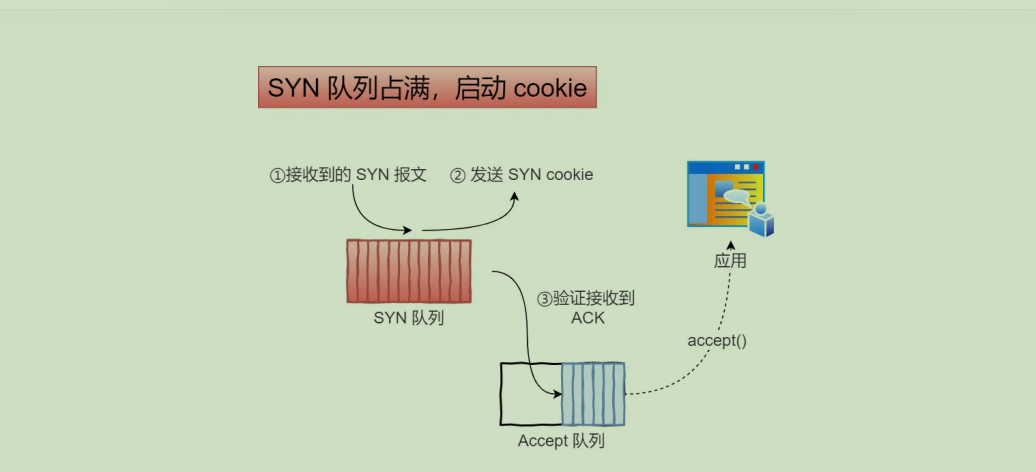 SYN 队列占满，启动 cookie
①接收到的 SYN 报文
② 发送 SYN cookie
应用
③验证接收到
ACK
SYN 队列
accept()
Accept 队列